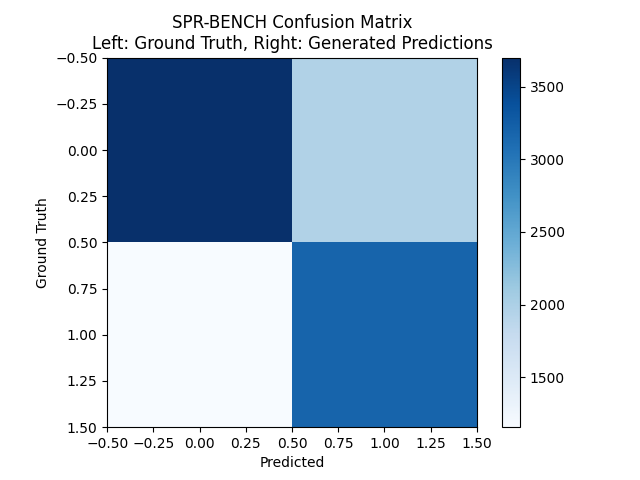 SPR-BENCH Confusion Matrix
Left: Ground Truth, Right: Generated Predictions
−0.50
−0.25
0.00
0.25
0.50
0.75
1.00
1.25
1.50
Ground Truth
−0.50 −0.25 0.00 0.25 0.50 0.75 1.00 1.25 1.50
Predicted
3500
3000
2500
2000
1500